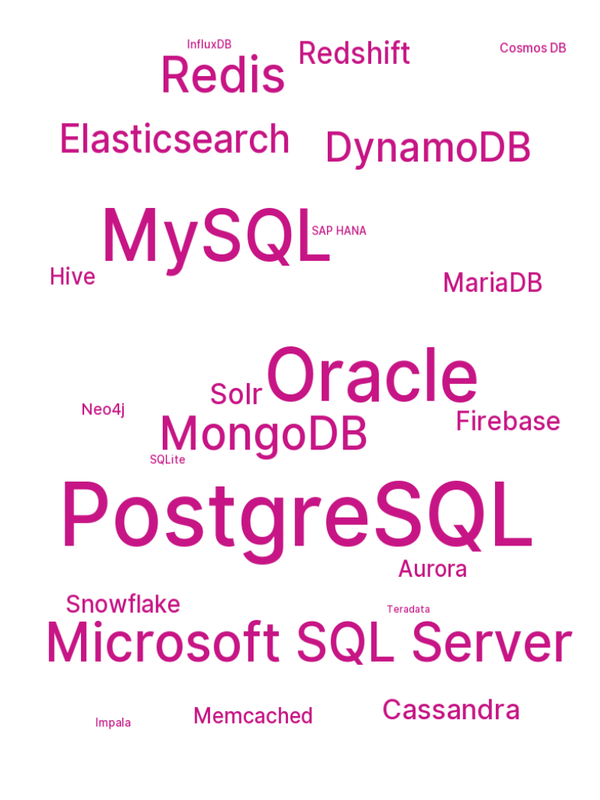 InfluxDB
Redshift
Cosmos DB
Redis
Elasticsearch
DynamoDB
MySQL
SAP HANA
Hive
MariaDB
Oracle
Solr
Neo4j
Firebase
MongoDB
SQLite
PostgreSQL
Aurora
Snowflake
Teradata
Microsoft SQL Server
Cassandra
Memcached
Impala